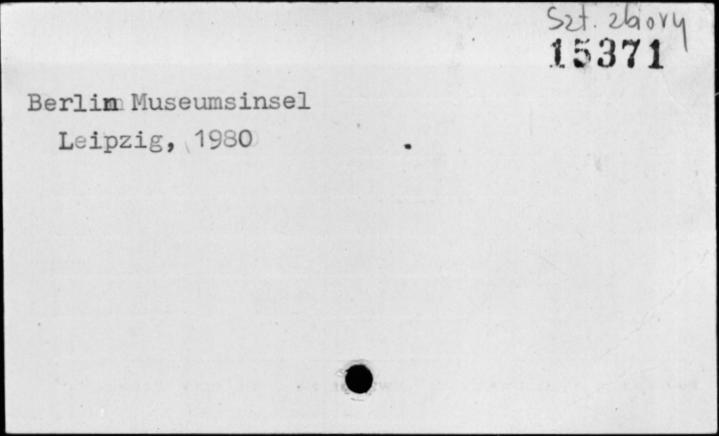 Szt. zbiory
15371
Berlin Museumsinsel
Leipzig, 1980